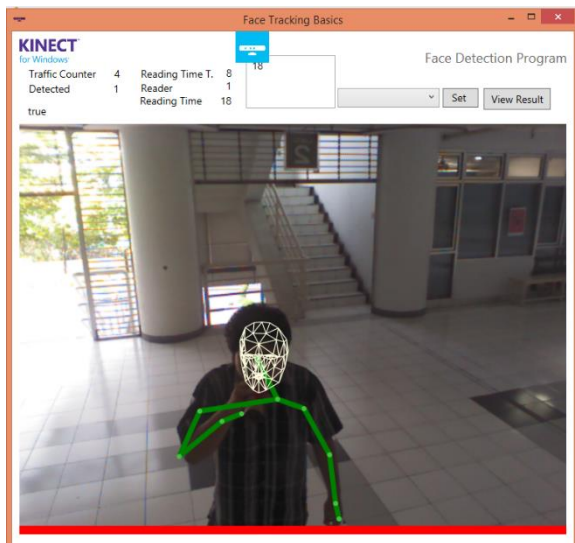 Face Tracking Basics
KINECT
for Windows
Face Detection Program
Traffic Counter 4
Detected 1
true
Reading Time T. 8
Reader 1
Reading Time 18
18
Set
View Result
2